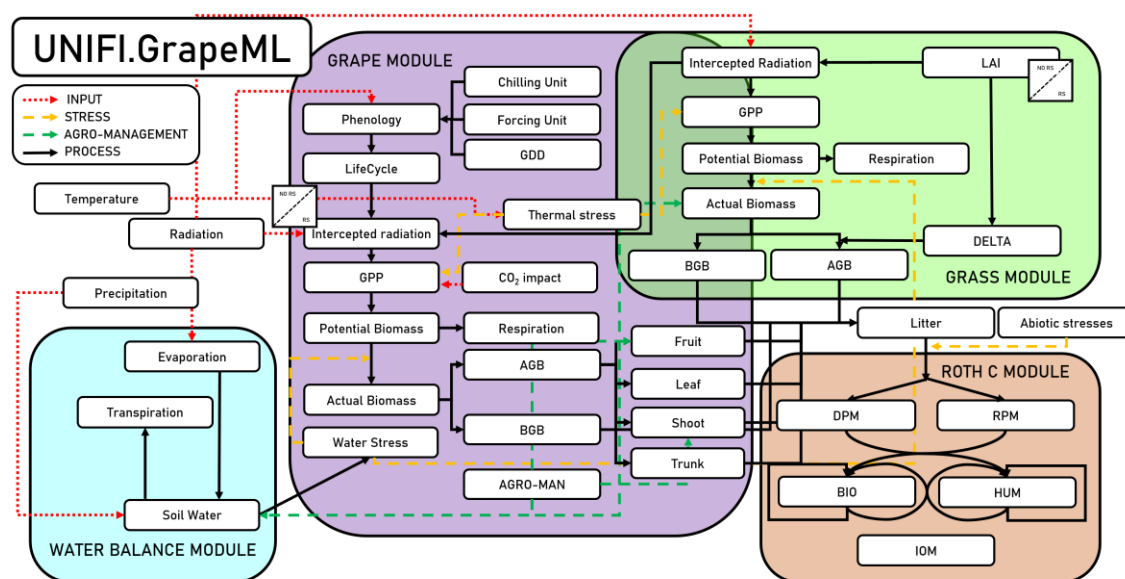 UNIFI.GrapeML
INPUT
STRESS
AGRO-MANAGEMENT
PROCESS
Temperature
Radiation
Precipitation
GRAPE MODULE
Chilling Unit
Phenology
Forcing Unit
GDD
LifeCycle
NO RS
RS
Thermal stress
Intercepted radiation
GPP
CO₂ impact
Potential Biomass
Respiration
AGB
Actual Biomass
BGB
Water Stress
AGRO-MAN
Fruit
Leaf
Shoot
Trunk
Intercepted Radiation
LAI
NO RS
RS
GPP
Potential Biomass
Respiration
Actual Biomass
DELTA
BGB
AGB
GRASS MODULE
Litter
Abiotic stresses
ROTH C MODULE
DPM
RPM
BIO
HUM
IOM
Evaporation
Transpiration
Soil Water
WATER BALANCE MODULE